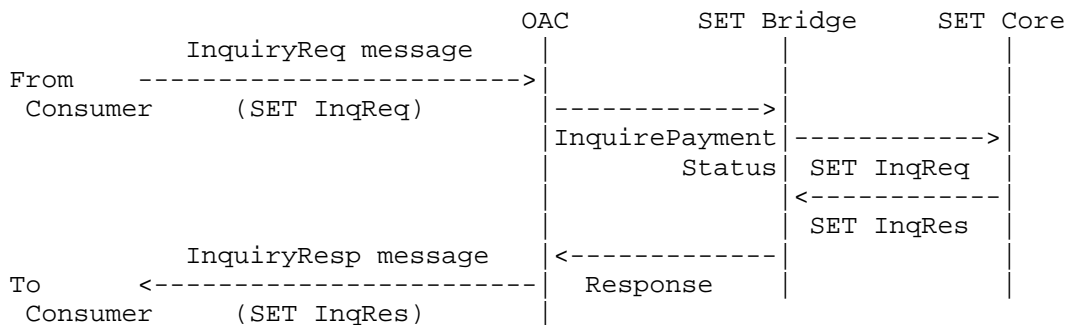 OAC SET Bridge SET Core
InquiryReq message
From
Consumer (SET InqReq)
InquirePayment
Status SET InqReq
SET InqRes
InquiryResp message
To Response
Consumer (SET InqRes)